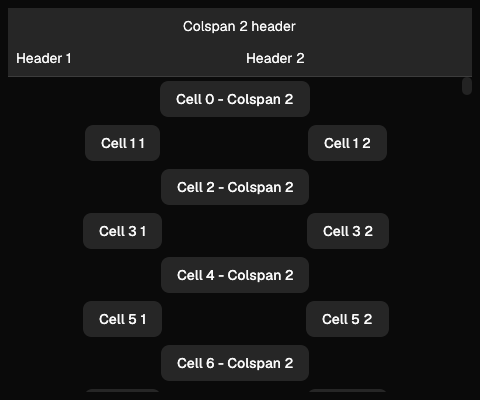 Colspan 2 header
Header 1 Header 2
Cell 0 - Colspan 2
Cell 1 1 Cell 1 2
Cell 2 - Colspan 2
Cell 3 1 Cell 3 2
Cell 4 - Colspan 2
Cell 5 1 Cell 5 2
Cell 6 - Colspan 2